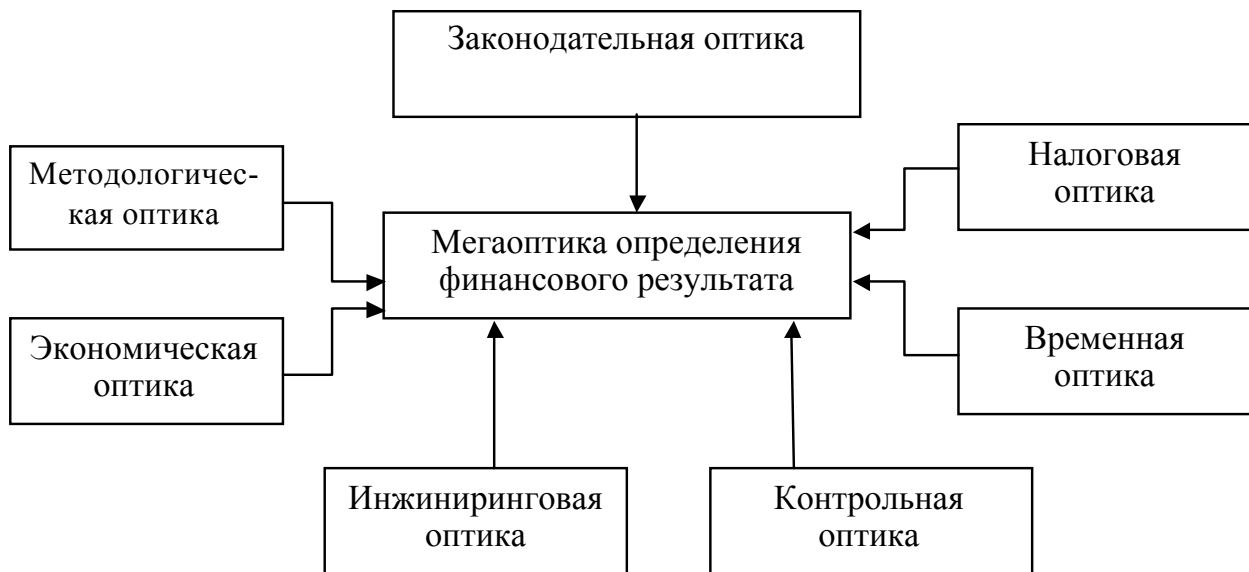 Законодательная оптика
Методологичес-
кая оптика
Налоговая
оптика
Мегаоптика определения
финансового результата
Экономическая
оптика
Временная
оптика
Инжиниринговая
оптика
Контрольная
оптика